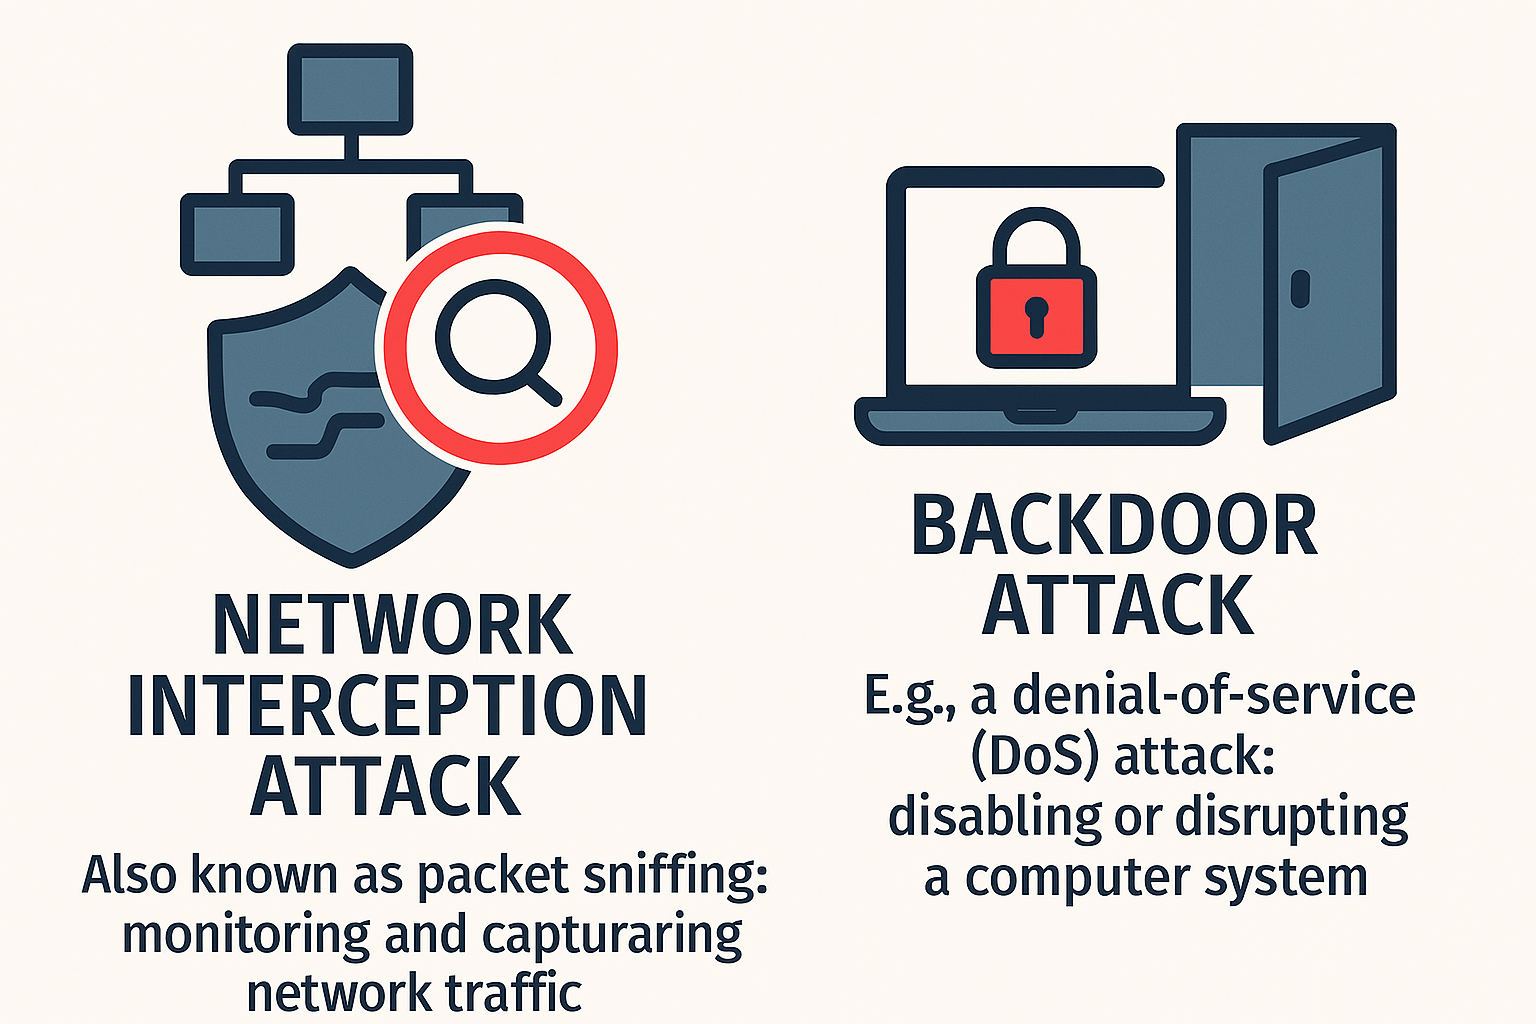 NETWORK
INTERCEPTION
ATTACK
Also known as packet sniffing:
monitoring and capturaring
network traffic
BACKDOOR
ATTACK
E.g., a denial-of-service
(DoS) attack:
disabling or disrupting
a computer system